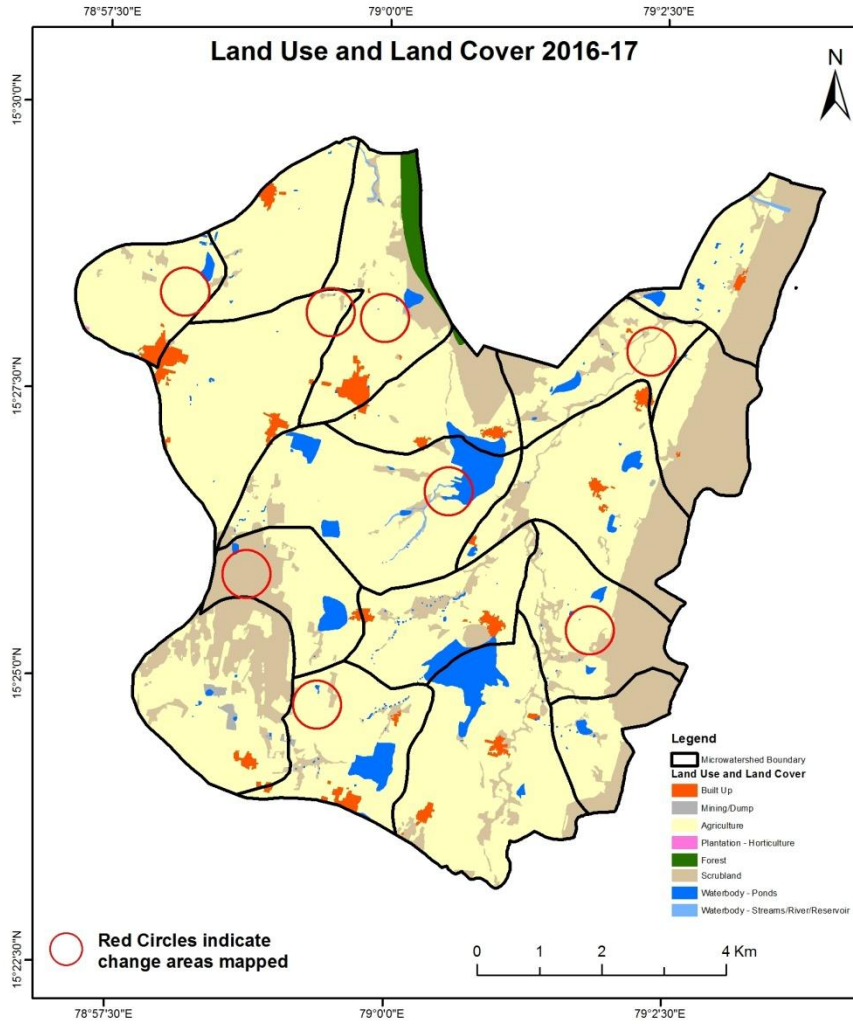 78°57'30"E 79°0'0"E 79°2'30"E
Land Use and Land Cover 2016-17
N
15°30'0"N
15°27'30"N
15°25'0"N
15°22'30"N
Legend
Microwatershed Boundary
Land Use and Land Cover
Built Up
Mining/Dump
Agriculture
Plantation - Horticulture
Forest
Scrubland
Waterbody - Ponds
Waterbody - Streams/River/Reservoir
Red Circles indicate
change areas mapped
0 1 2 4 Km
78°57'30"E 79°0'0"E 79°2'30"E